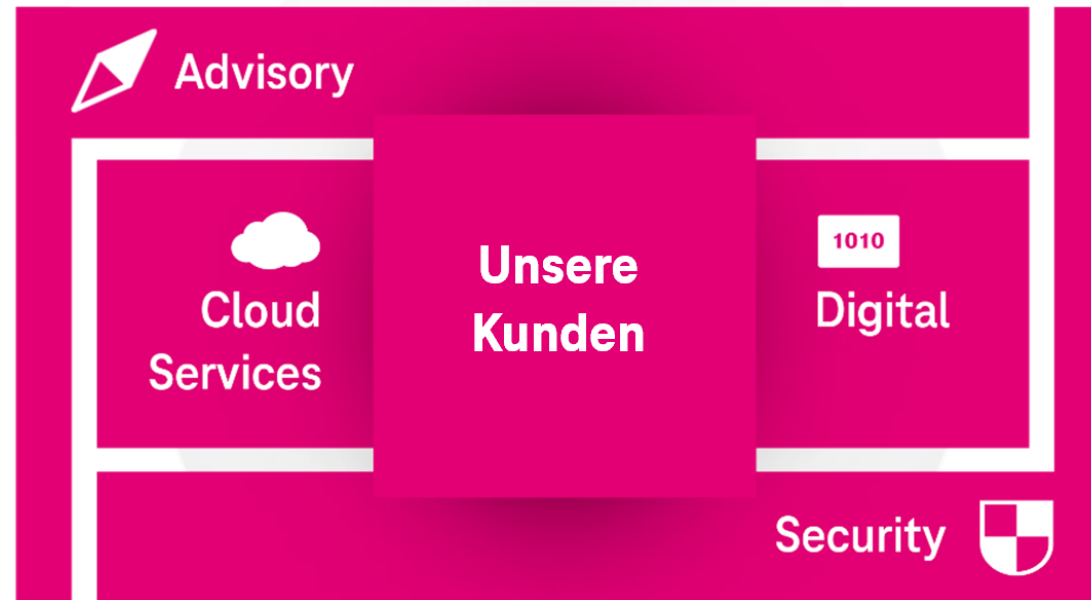 Advisory
Cloud
Services
Unsere
Kunden
1010
Digital
Security